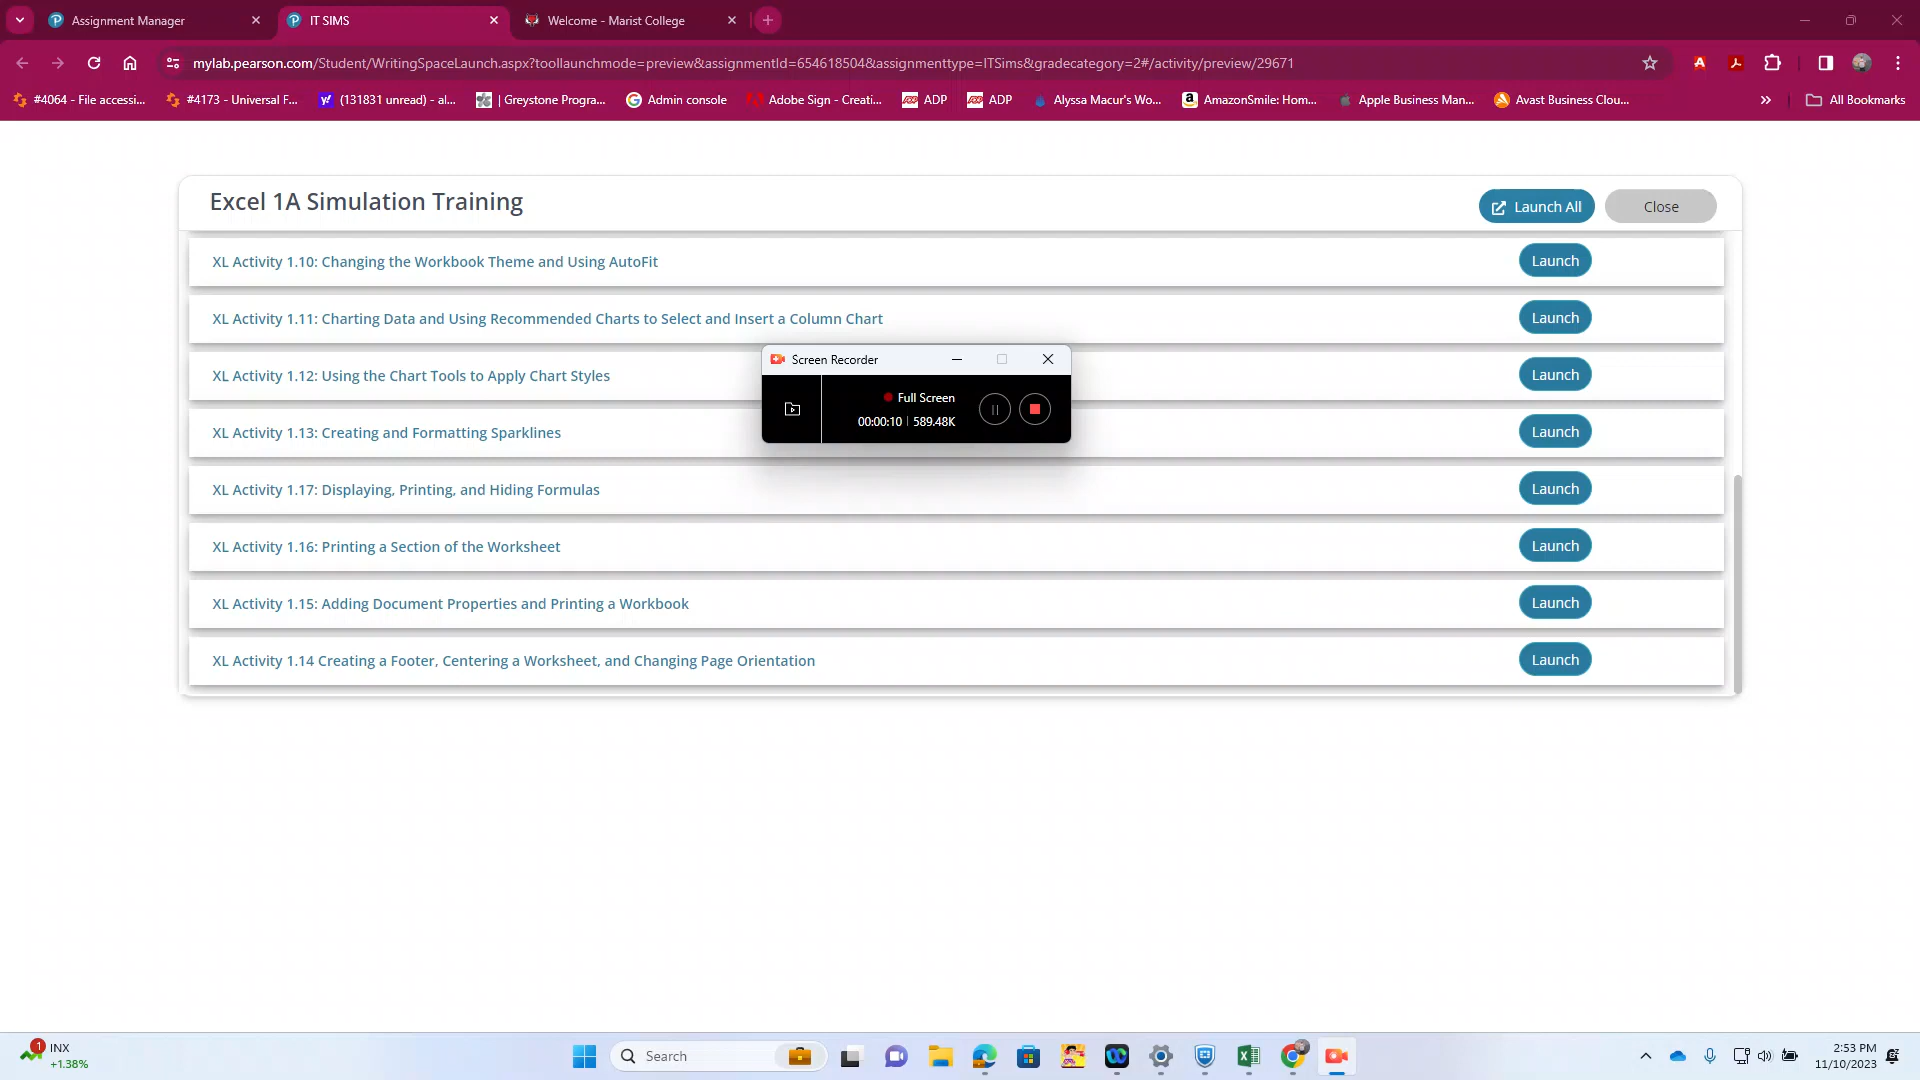 Assignment Manager
IT SIMS
Welcome - Marist College
mylab.pearson.com/Student/WritingSpaceLaunch.aspx?toollaunchmode=preview&assignmentId=654618504&assignmenttype=ITSims&gradecategory=2#/activity/preview/29671
#4064 - File accessi...
#4173 - Universal F...
(131831 unread) - al...
| Greystone Progra...
Admin console
Adobe Sign - Creati...
ADP
ADP
Alyssa Macur's Wo...
AmazonSmile: Hom...
Apple Business Man...
Avast Business Clou...
All Bookmarks
Excel 1A Simulation Training
Launch All
Close
XL Activity 1.10: Changing the Workbook Theme and Using AutoFit
Launch
XL Activity 1.11: Charting Data and Using Recommended Charts to Select and Insert a Column Chart
Launch
Screen Recorder
XL Activity 1.12: Using the Chart Tools to Apply Chart Styles
Launch
Full Screen
00:00:10 | 589.48K
XL Activity 1.13: Creating and Formatting Sparklines
Launch
XL Activity 1.17: Displaying, Printing, and Hiding Formulas
Launch
XL Activity 1.16: Printing a Section of the Worksheet
Launch
XL Activity 1.15: Adding Document Properties and Printing a Workbook
Launch
XL Activity 1.14 Creating a Footer, Centering a Worksheet, and Changing Page Orientation
Launch
1
INX
+1.38%
Search
2:53 PM
11/10/2023